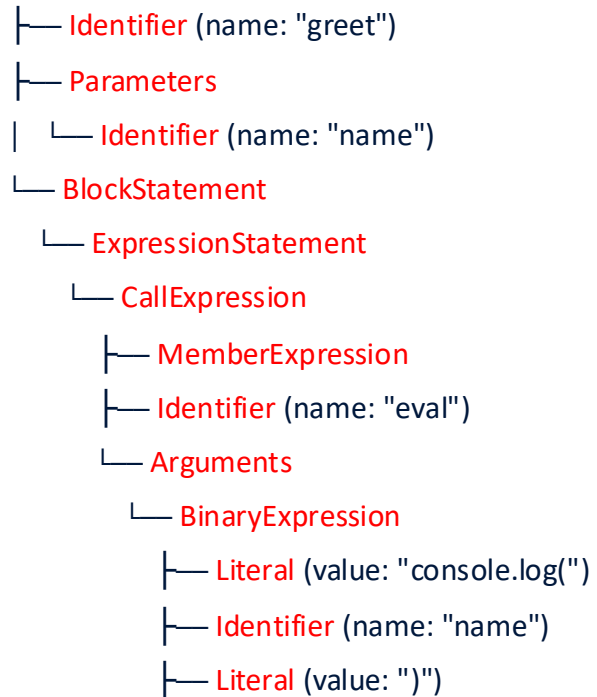 ├── Identifier (name: "greet")
├── Parameters
│   └── Identifier (name: "name")
└── BlockStatement
    └── ExpressionStatement
        └── CallExpression
            ├── MemberExpression
            ├── Identifier (name: "eval")
            └── Arguments
                └── BinaryExpression
                    ├── Literal (value: "console.log(")
                    ├── Identifier (name: "name")
                    ├── Literal (value: ")")